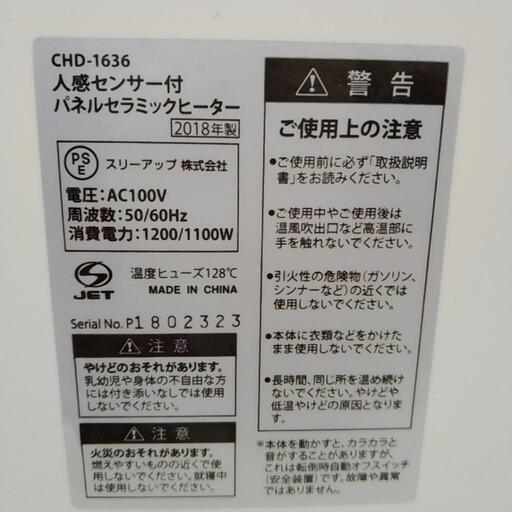 CHD-1636
人感センサー付
パネルセラミックヒーター
2018年製
PS
E
スリーアップ 株式会社
電圧:AC100V
周波数:50/60Hz
消費電力:1200/1100W
JET
温度ヒューズ128℃
MADE IN CHINA
Serial No. P1802323
注意
やけどのおそれがあります。
乳幼児や身体の不自由な方
には付き添いなしでは使用
しないでください。
注意
火災のおそれがあります。
燃えやすいものの近くで使
用しないでください。就寝中
は使用しないでください。
警告
ご使用上の注意
●ご使用前に必ず「取扱説明
書」をお読みください。
●ご使用中やご使用後は
温風吹出口など高温部に
手を触れないでください。
●引火性の危険物(ガソリン、
シンナーなど)の近くでは
使用しないでください。
●本体に衣類などをかけた
まま使用しないでください。
●長時間、同じ所を温め続け
ないでください。やけどや
低温やけどの原因となりま
す。
※本体を動かすと、カラカラと
音がすることがありますが、こ
れは転倒時自動オフスイッチ
(安全装置)です。故障や異常
ではありません。